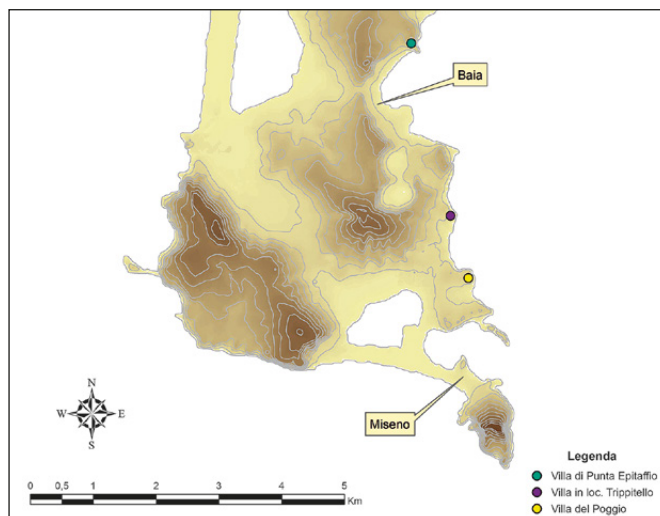 Baia
Miseno
N
W E
S
0 0,5 1 2 3 4 5
Km
Legenda
Villa di Punta Epitaffio
Villa in loc. Trippitello
Villa del Poggio